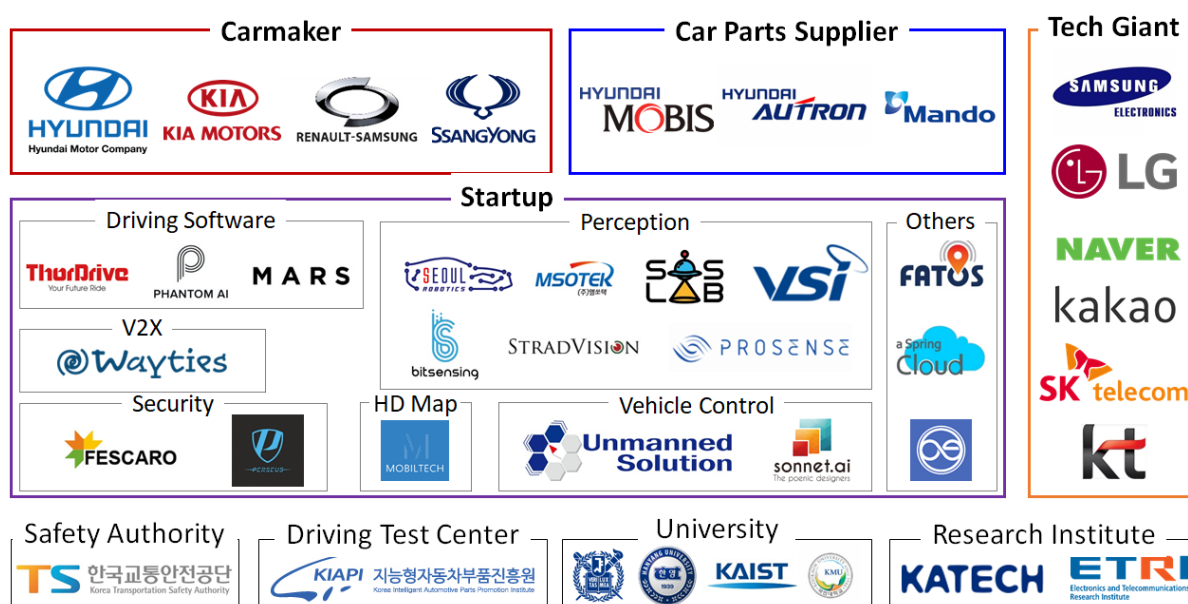 Carmaker
HYUNDAI
Hyundai Motor Company
KIA
KIA MOTORS
RENAULT-SAMSUNG
SSANGYONG
Car Parts Supplier
HYUNDAI
MOBIS
HYUNDAI
AUTRON
Mando
Tech Giant
SAMSUNG
ELECTRONICS
LG
NAVER
kakao
SK telecom
kt
Startup
Driving Software
ThorDrive
Your Future Ride
PHANTOM AI
MARS
Perception
SEOUL
ROBOTICS
MSOTEK
(주)엠쏘텍
SOS
LAB
VSI
bitsensing
STRADVISION
PROSENSE
Others
FATOS
a Spring
Cloud
V2X
Wayties
Security
FESCARO
PERSEUS
HD Map
MOBILTECH
Vehicle Control
Unmanned
Solution
sonnet.ai
The poenic designers
Safety Authority
TS 한국교통안전공단
Korea Transportation Safety Authority
Driving Test Center
KIAPI 지능형자동차부품진흥원
Korea Intelligent Automotive Parts Promotion Institute
University
KAIST
KMU
Research Institute
KATECH
ETRI
Electronics and Telecommunications
Research Institute